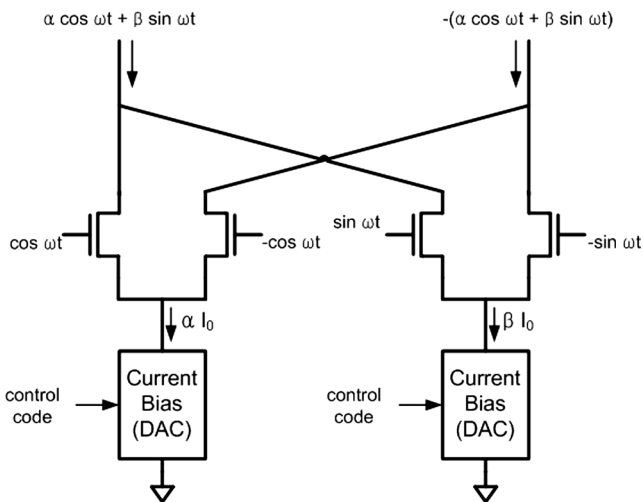 α cos ωt + β sin ωt
-(α cos ωt + β sin ωt)
cos ωt
-cos ωt
sin ωt
-sin ωt
α I₀
β I₀
control
code
Current
Bias
(DAC)
control
code
Current
Bias
(DAC)